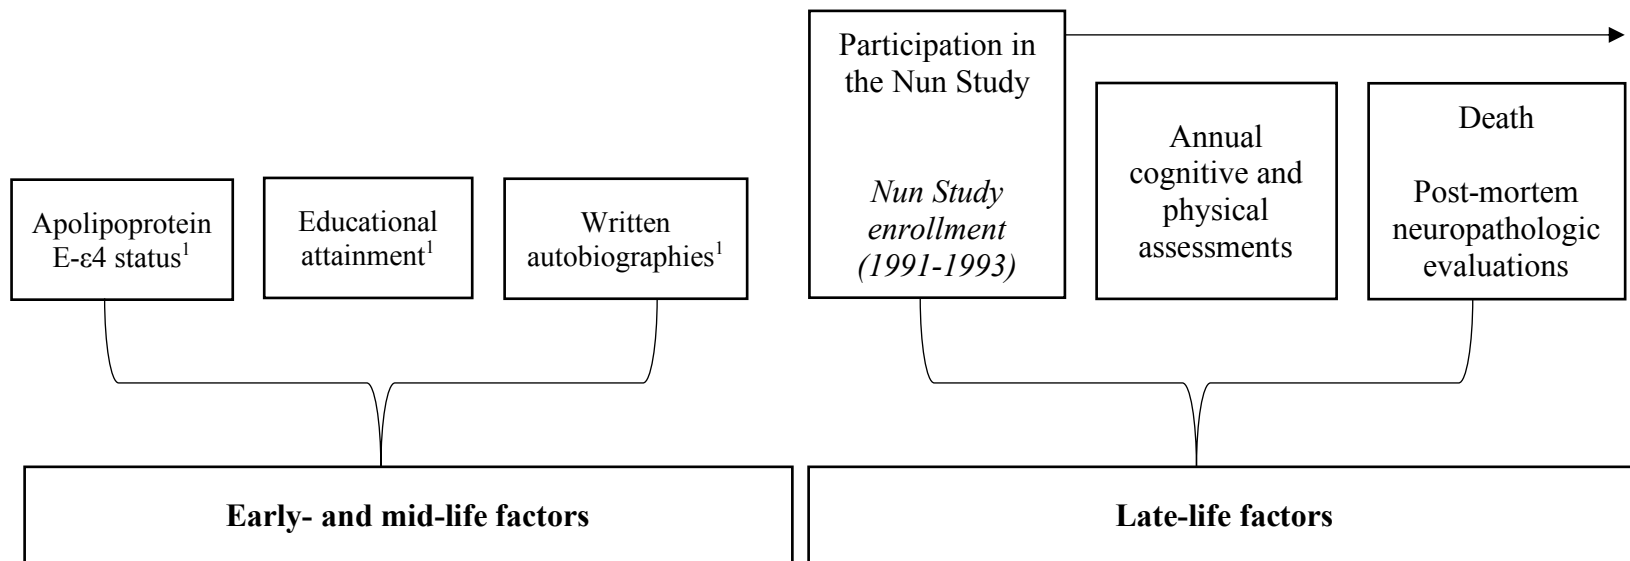 Participation in
the Nun Study
Nun Study
enrollment
(1991-1993)
Annual
cognitive and
physical
assessments
Death
Post-mortem
neuropathologic
evaluations
Apolipoprotein
E-ε4 status¹
Educational
attainment¹
Written
autobiographies¹
Early- and mid-life factors
Late-life factors